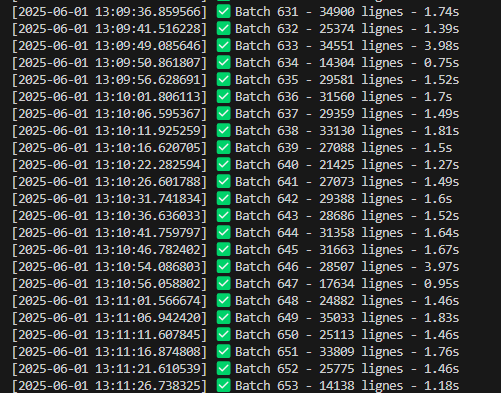 [2025-06-01 13:09:36.859566] ✅ Batch 631 - 34900 lignes - 1.74s
[2025-06-01 13:09:41.516228] ✅ Batch 632 - 25374 lignes - 1.39s
[2025-06-01 13:09:49.085646] ✅ Batch 633 - 34551 lignes - 3.98s
[2025-06-01 13:09:50.861807] ✅ Batch 634 - 14304 lignes - 0.75s
[2025-06-01 13:09:56.628691] ✅ Batch 635 - 29581 lignes - 1.52s
[2025-06-01 13:10:01.806113] ✅ Batch 636 - 31560 lignes - 1.7s
[2025-06-01 13:10:06.595367] ✅ Batch 637 - 29359 lignes - 1.49s
[2025-06-01 13:10:11.925259] ✅ Batch 638 - 33130 lignes - 1.81s
[2025-06-01 13:10:16.620705] ✅ Batch 639 - 27088 lignes - 1.5s
[2025-06-01 13:10:22.282594] ✅ Batch 640 - 21425 lignes - 1.27s
[2025-06-01 13:10:26.601788] ✅ Batch 641 - 27073 lignes - 1.49s
[2025-06-01 13:10:31.741834] ✅ Batch 642 - 29388 lignes - 1.6s
[2025-06-01 13:10:36.636033] ✅ Batch 643 - 28686 lignes - 1.52s
[2025-06-01 13:10:41.759797] ✅ Batch 644 - 31358 lignes - 1.64s
[2025-06-01 13:10:46.782402] ✅ Batch 645 - 31663 lignes - 1.67s
[2025-06-01 13:10:54.086803] ✅ Batch 646 - 28507 lignes - 3.97s
[2025-06-01 13:10:56.058802] ✅ Batch 647 - 17634 lignes - 0.95s
[2025-06-01 13:11:01.566674] ✅ Batch 648 - 24882 lignes - 1.46s
[2025-06-01 13:11:06.942420] ✅ Batch 649 - 35033 lignes - 1.83s
[2025-06-01 13:11:11.607845] ✅ Batch 650 - 25113 lignes - 1.46s
[2025-06-01 13:11:16.874808] ✅ Batch 651 - 33809 lignes - 1.76s
[2025-06-01 13:11:21.610539] ✅ Batch 652 - 25775 lignes - 1.46s
[2025-06-01 13:11:26.738325] ✅ Batch 653 - 14138 lignes - 1.18s